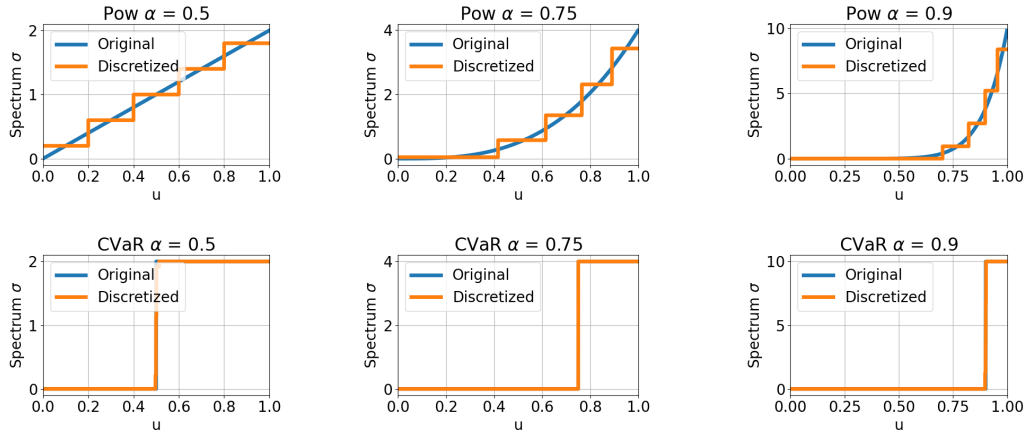 Pow α = 0.5
Spectrum σ
2
1
0
Original
Discretized
0.0 0.2 0.4 0.6 0.8 1.0
u
Pow α = 0.75
Spectrum σ
4
2
0
Original
Discretized
0.0 0.2 0.4 0.6 0.8 1.0
u
Pow α = 0.9
Spectrum σ
10
5
0
Original
Discretized
0.00 0.25 0.50 0.75 1.00
u
CVaR α = 0.5
Spectrum σ
2
1
0
Original
Discretized
0.0 0.2 0.4 0.6 0.8 1.0
u
CVaR α = 0.75
Spectrum σ
4
2
0
Original
Discretized
0.0 0.2 0.4 0.6 0.8 1.0
u
CVaR α = 0.9
Spectrum σ
10
5
0
Original
Discretized
0.00 0.25 0.50 0.75 1.00
u